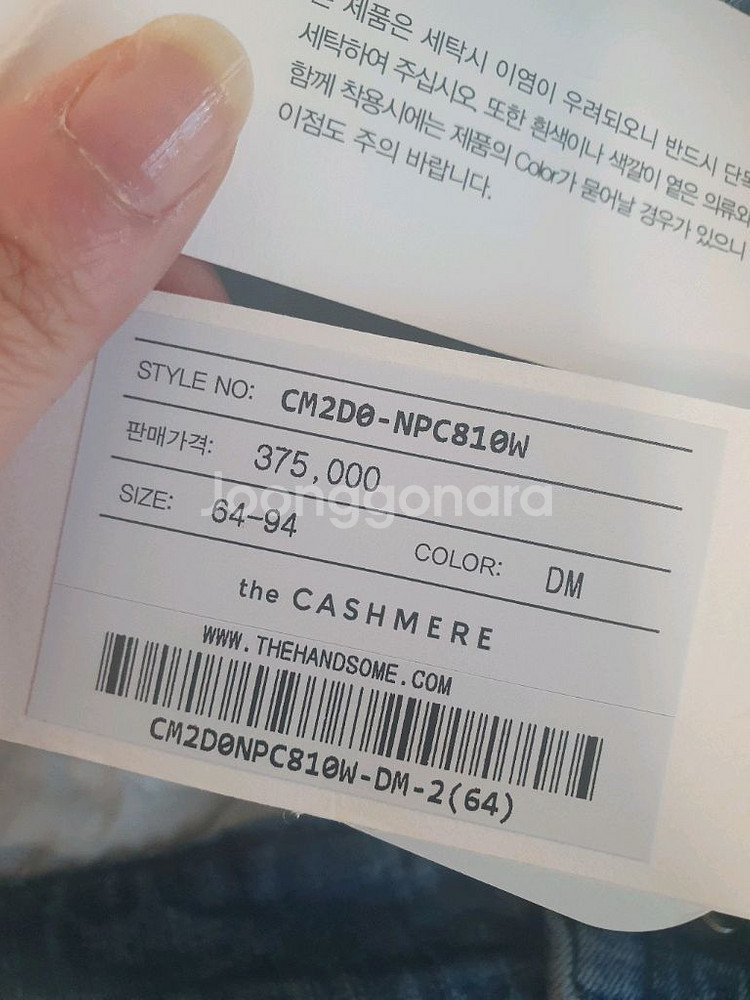 제품은 세탁시 이염이 우려되오니 반드시
세탁하여 주십시오. 또한 흰색이나 색깔이 옅은 의류와
함께 착용시에는 제품의 Color가 묻어날 경우가 있으니
이점도 주의 바랍니다.
STYLE NO: CM2D0-NPC810W
판매가격: 375,000
Joonggonara
SIZE: 64-94 COLOR: DM
the CASHMERE
WWW.THEHANDSOME.COM
CM2D0NPC810W-DM-2(64)